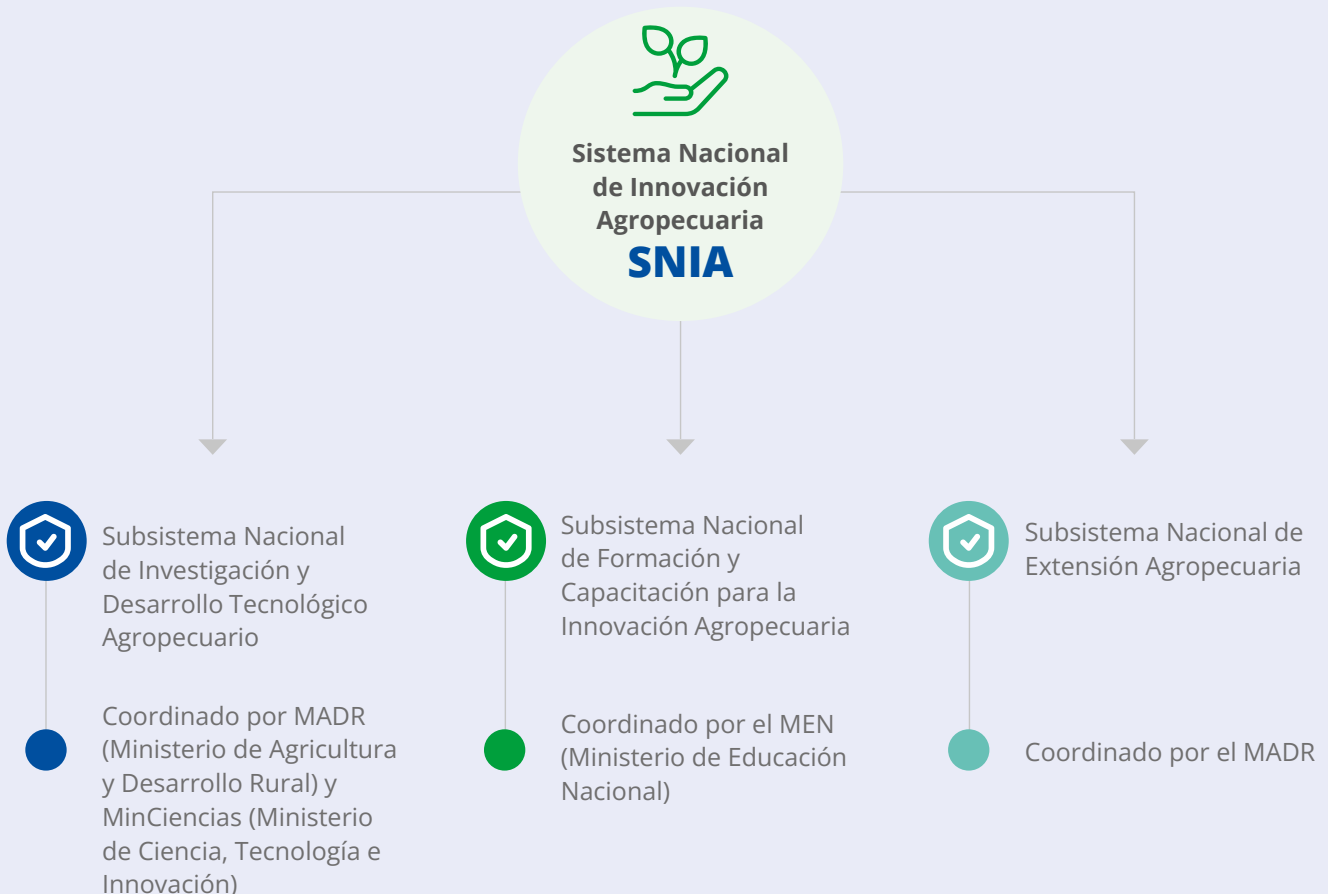 Sistema Nacional
de Innovación
Agropecuaria
SNIA
Subsistema Nacional
de Investigación y
Desarrollo Tecnológico
Agropecuario
Coordinado por MADR
(Ministerio de Agricultura
y Desarrollo Rural) y
MinCiencias (Ministerio
de Ciencia, Tecnología e
Innovación)
Subsistema Nacional
de Formación y
Capacitación para la
Innovación Agropecuaria
Coordinado por el MEN
(Ministerio de Educación
Nacional)
Subsistema Nacional de
Extensión Agropecuaria
Coordinado por el MADR